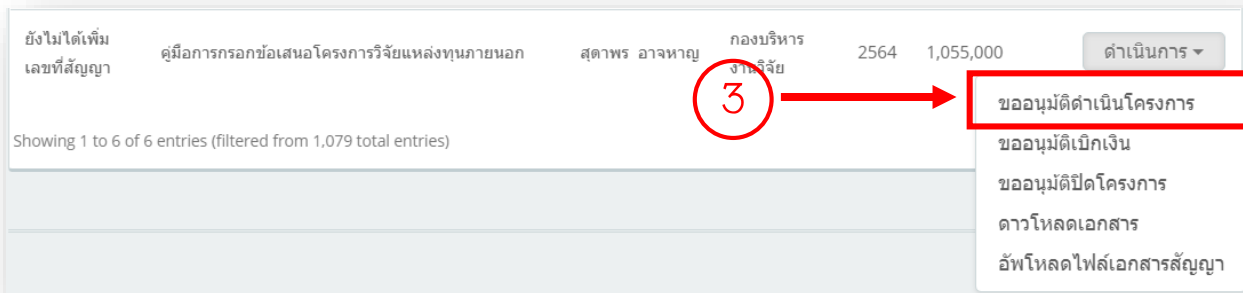 ยังไม่ได้เพิ่ม
เลขที่สัญญา
คู่มือการกรอกข้อเสนอโครงการวิจัยแหล่งทุนภายนอก
สุดาพร อาจหาญ
กองบริหาร
งานวิจัย
2564
1,055,000
ดำเนินการ
3
ขออนุมัติดำเนินโครงการ
Showing 1 to 6 of 6 entries (filtered from 1,079 total entries)
ขออนุมัติเบิกเงิน
ขออนุมัติปิดโครงการ
ดาวโหลดเอกสาร
อัพโหลดไฟล์เอกสารสัญญา